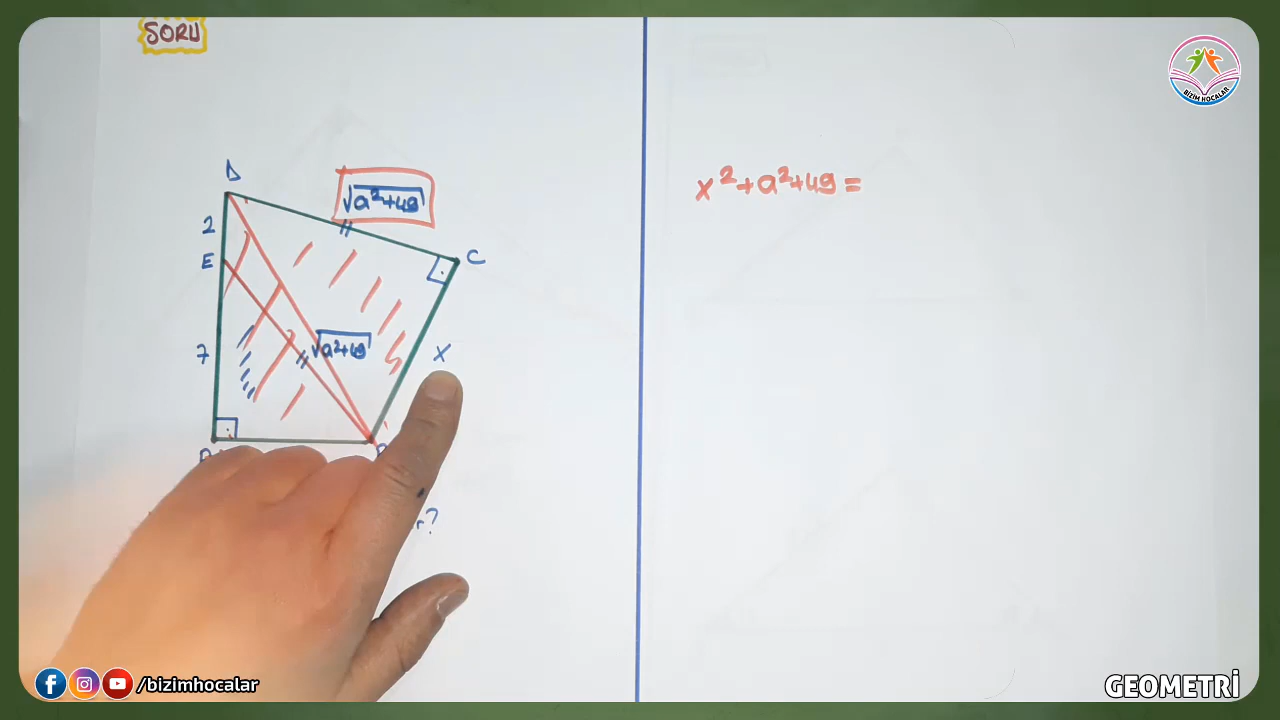 SORU
BİZİM HOCALAR
D
√a²+49
2
E
C
x²+a²+49=
7
√a²+49
X
?
/bizimhocalar
GEOMETRİ